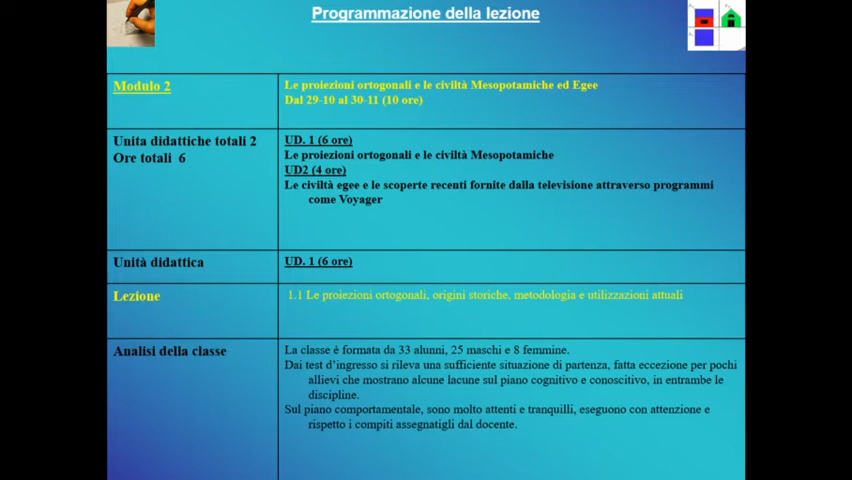 Programmazione della lezione
Modulo 2
Le proiezioni ortogonali e le civiltà Mesopotamiche ed Egee
Dal 29-10 al 30-11 (10 ore)
Unita didattiche totali 2
Ore totali 6
UD. 1 (6 ore)
Le proiezioni ortogonali e le civiltà Mesopotamiche
UD2 (4 ore)
Le civiltà egee e le scoperte recenti fornite dalla televisione attraverso programmi
come Voyager
Unità didattica
UD. 1 (6 ore)
Lezione
1.1 Le proiezioni ortogonali, origini storiche, metodologia e utilizzazioni attuali
Analisi della classe
La classe è formata da 33 alunni, 25 maschi e 8 femmine.
Dai test d'ingresso si rileva una sufficiente situazione di partenza, fatta eccezione per pochi
allievi che mostrano alcune lacune sul piano cognitivo e conoscitivo, in entrambe le
discipline.
Sul piano comportamentale, sono molto attenti e tranquilli, eseguono con attenzione e
rispetto i compiti assegnatigli dal docente.